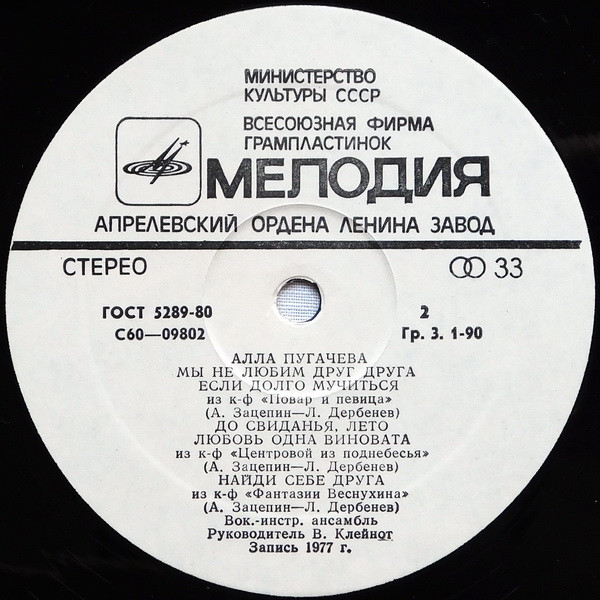 МИНИСТЕРСТВО
КУЛЬТУРЫ СССР
ВСЕСОЮЗНАЯ ФИРМА
ГРАМПЛАСТИНОК
МЕЛОДИЯ
АПРЕЛЕВСКИЙ ОРДЕНА ЛЕНИНА ЗАВОД
СТЕРЕО 33
ГОСТ 5289-80 2
С60—09802 Гр. 3. 1-90
АЛЛА ПУГАЧЕВА
МЫ НЕ ЛЮБИМ ДРУГ ДРУГА
ЕСЛИ ДОЛГО МУЧИТЬСЯ
из к-ф «Повар и певица»
(А. Зацепин—Л. Дербенев)
ДО СВИДАНЬЯ, ЛЕТО
ЛЮБОВЬ ОДНА ВИНОВАТА
из к-ф «Центровой из поднебесья»
(А. Зацепин—Л. Дербенев)
НАЙДИ СЕБЕ ДРУГА
из к-ф «Фантазии Веснухина»
(А. Зацепин—Л. Дербенев)
Вок.-инстр. ансамбль
Руководитель В. Клейнот
Запись 1977 г.